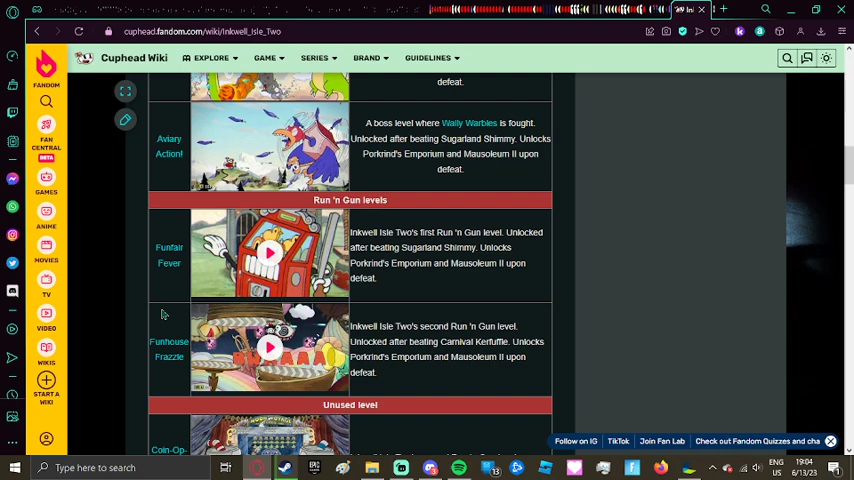 cuphead.fandom.com/wiki/Inkwell_Isle_Two
Cuphead Wiki
EXPLORE
GAME
SERIES
BRAND
GUIDELINES
FANDOM
FAN CENTRAL
BETA
GAMES
ANIME
MOVIES
TV
VIDEO
WIKIS
START A WIKI
defeat.
Aviary
Action!
A boss level where Wally Warbles is fought.
Unlocked after beating Sugarland Shimmy. Unlocks
Porkrind's Emporium and Mausoleum II upon
defeat.
Run 'n Gun levels
Funfair
Fever
Inkwell Isle Two's first Run 'n Gun level. Unlocked
after beating Sugarland Shimmy. Unlocks
Porkrind's Emporium and Mausoleum II upon
defeat.
Funhouse
Frazzle
Inkwell Isle Two's second Run 'n Gun level.
Unlocked after beating Carnival Kerfuffle. Unlocks
Porkrind's Emporium and Mausoleum II upon
defeat.
Unused level
Coin-Op-
Follow on IG
TikTok
Join Fan Lab
Check out Fandom Quizzes and cha
Type here to search
EPIC
13
ENG
US
19:04
6/13/23
1